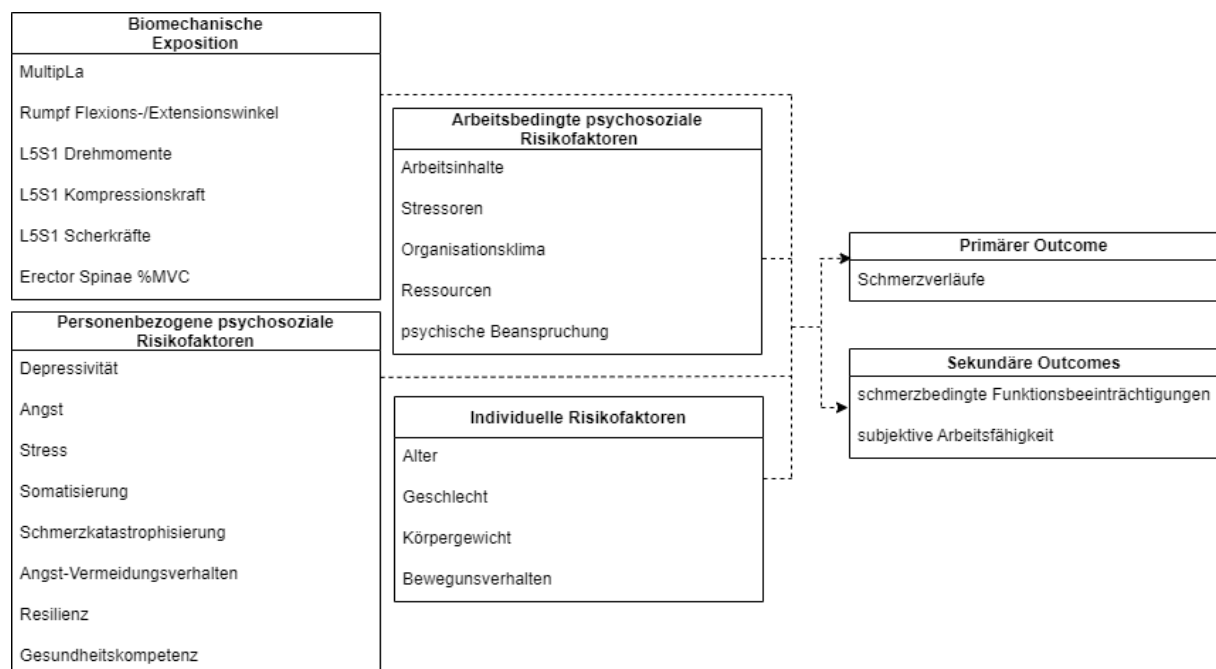 Biomechanische
Exposition
MultipLa
Rumpf Flexions-/Extensionswinkel
L5S1 Drehmomente
L5S1 Kompressionskraft
L5S1 Scherkräfte
Erector Spinae %MVC
Personenbezogene psychosoziale
Risikofaktoren
Depressivität
Angst
Stress
Somatisierung
Schmerzkatastrophisierung
Angst-Vermeidungsverhalten
Resilienz
Gesundheitskompetenz
Arbeitsbedingte psychosoziale
Risikofaktoren
Arbeitsinhalte
Stressoren
Organisationsklima
Ressourcen
psychische Beanspruchung
Individuelle Risikofaktoren
Alter
Geschlecht
Körpergewicht
Bewegunsverhalten
Primärer Outcome
Schmerzverläufe
Sekundäre Outcomes
schmerzbedingte Funktionsbeeinträchtigungen
subjektive Arbeitsfähigkeit